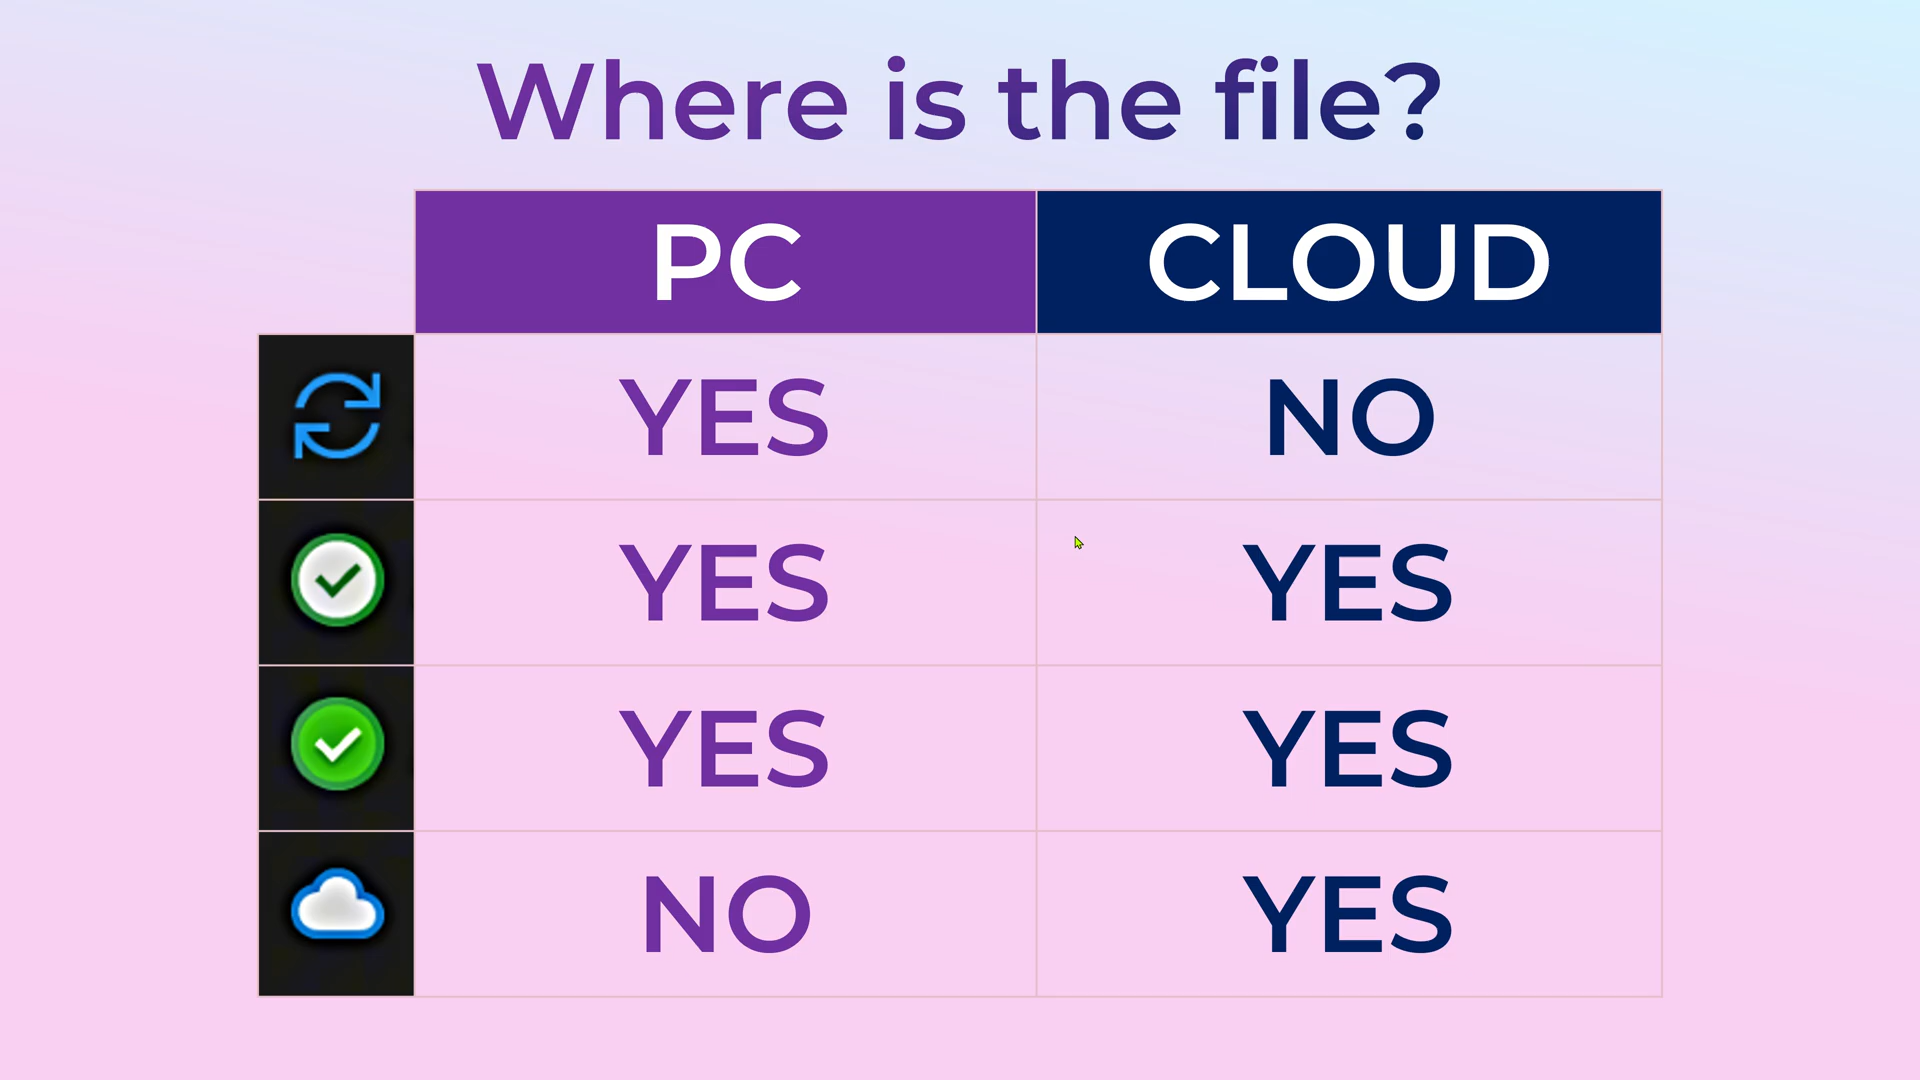 Where is the file?
PC CLOUD
YES NO
YES YES
YES YES
NO YES